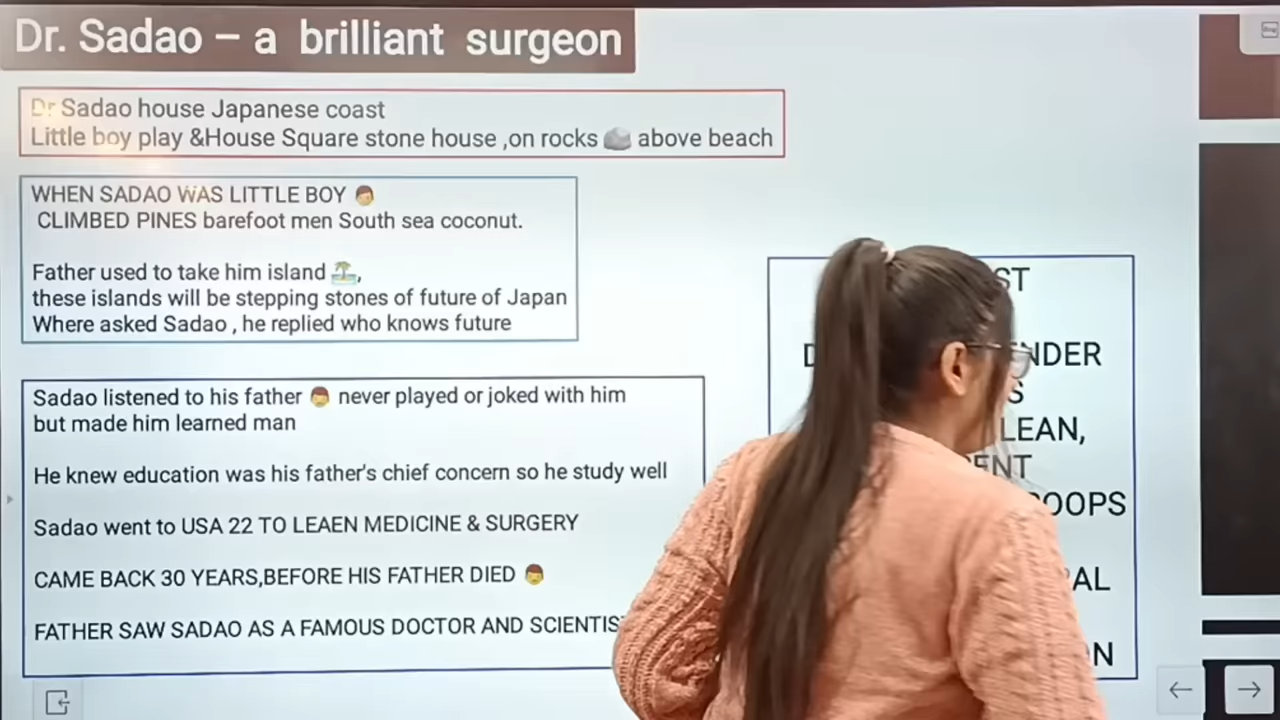 Dr. Sadao – a brilliant surgeon
Dr Sadao house Japanese coast
Little boy play &House Square stone house ,on rocks 🪨 above beach
WHEN SADAO WAS LITTLE BOY 👦
CLIMBED PINES barefoot men South sea coconut.
Father used to take him island 🏝️,
these islands will be stepping stones of future of Japan
Where asked Sadao , he replied who knows future
Sadao listened to his father 👨 never played or joked with him
but made him learned man
He knew education was his father's chief concern so he study well
Sadao went to USA 22 TO LEAEN MEDICINE & SURGERY
CAME BACK 30 YEARS,BEFORE HIS FATHER DIED 👨
FATHER SAW SADAO AS A FAMOUS DOCTOR AND